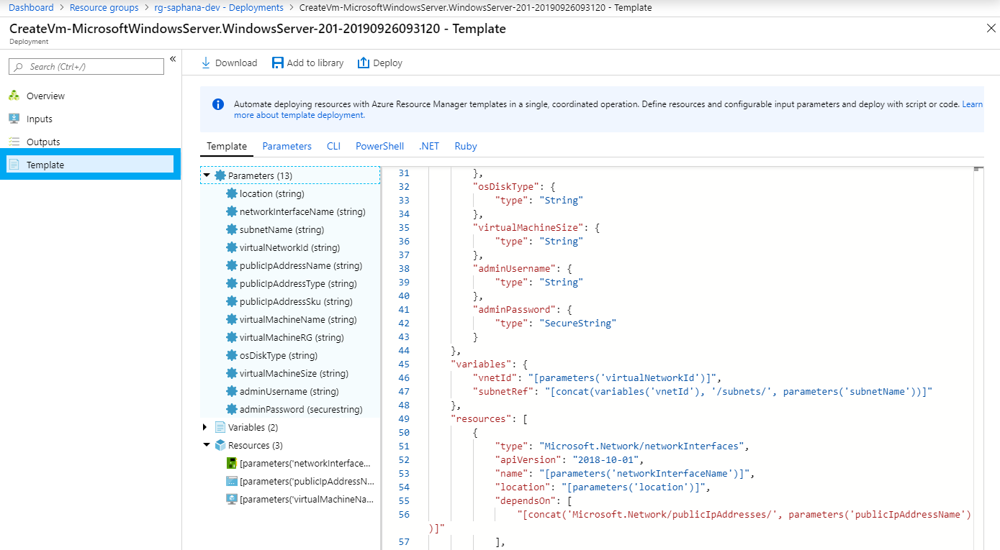 Dashboard > Resource groups > rg-saphana-dev - Deployments > CreateVm-MicrosoftWindowsServer.WindowsServer-201-20190926093120 - Template
CreateVm-MicrosoftWindowsServer.WindowsServer-201-20190926093120 - Template
Deployment
Search (Ctrl+/)
«
Overview
Inputs
Outputs
Template
Download
Add to library
Deploy
Automate deploying resources with Azure Resource Manager templates in a single, coordinated operation. Define resources and configurable input parameters and deploy with script or code. Learn
more about template deployment.
Template Parameters CLI PowerShell .NET Ruby
Parameters (13)
location (string)
networkInterfaceName (string)
subnetName (string)
virtualNetworkId (string)
publicIpAddressName (string)
publicIpAddressType (string)
publicIpAddressSku (string)
virtualMachineName (string)
virtualMachineRG (string)
osDiskType (string)
virtualMachineSize (string)
adminUsername (string)
adminPassword (securestring)
Variables (2)
Resources (3)
[parameters('networkInterface...
[parameters('publicIpAddressN...
[parameters('virtualMachineNa...
31 },
32 "osDiskType": {
33 "type": "String"
34 },
35 "virtualMachineSize": {
36 "type": "String"
37 },
38 "adminUsername": {
39 "type": "String"
40 },
41 "adminPassword": {
42 "type": "SecureString"
43 }
44 },
45 "variables": {
46 "vnetId": "[parameters('virtualNetworkId')]",
47 "subnetRef": "[concat(variables('vnetId'), '/subnets/', parameters('subnetName'))]"
48 },
49 "resources": [
50 {
51 "type": "Microsoft.Network/networkInterfaces",
52 "apiVersion": "2018-10-01",
53 "name": "[parameters('networkInterfaceName')]",
54 "location": "[parameters('location')]",
55 "dependsOn": [
56 "[concat('Microsoft.Network/publicIpAddresses/', parameters('publicIpAddressName')
)]"
57 ],